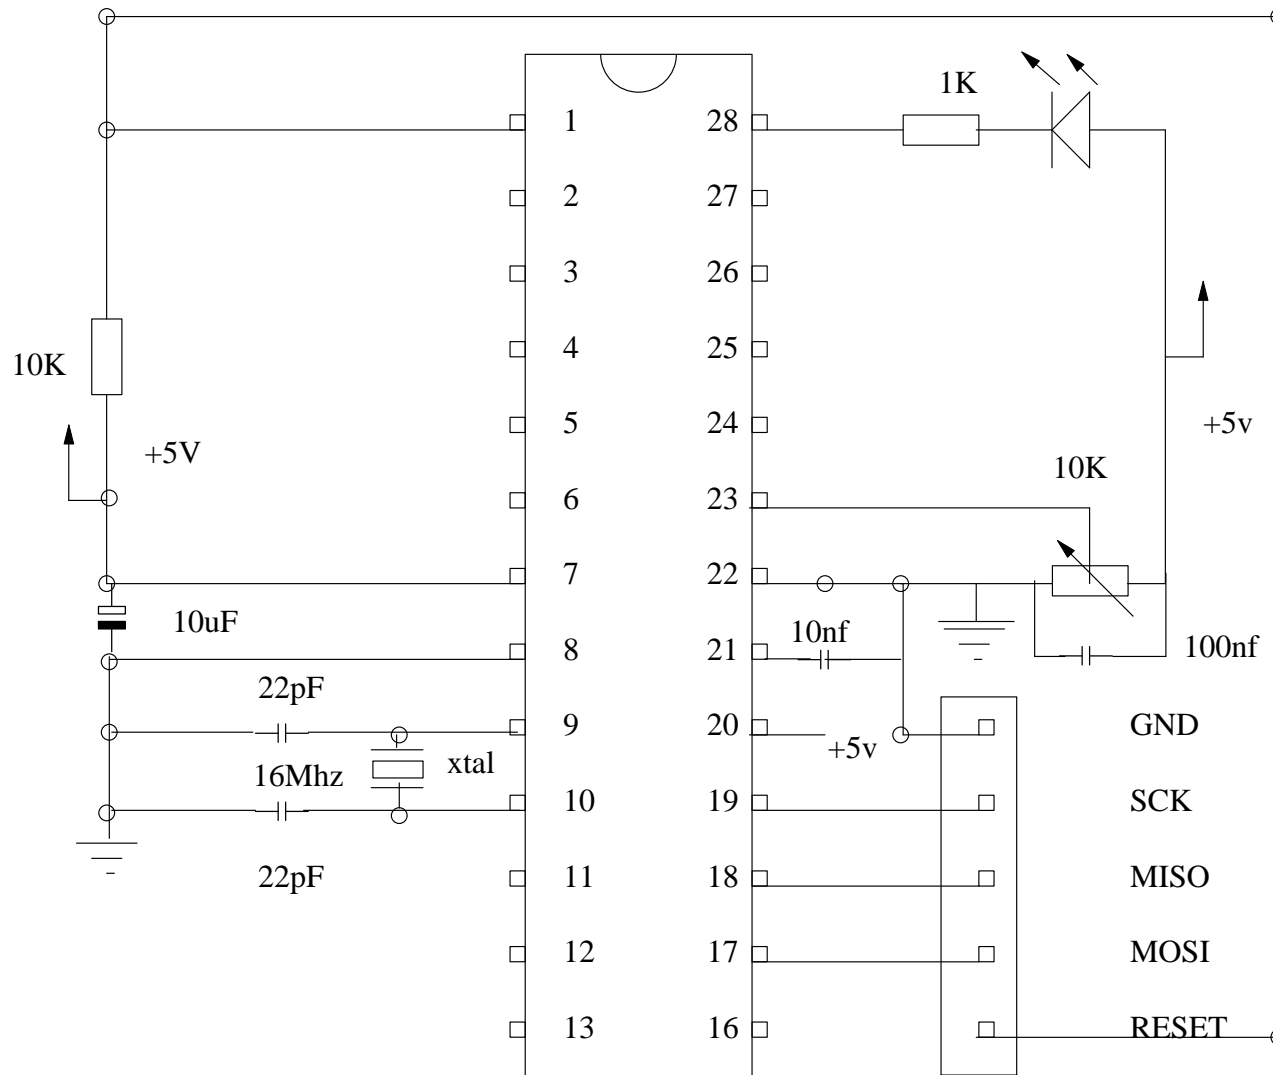 1K
1 28
2 27
3 26
10K 4 25
5 24
+5v
+5V
10K
6 23
7 22
10uF
10nf
8 21
100nf
22pF
9 20 GND
+5v
xtal
16Mhz
10 19 SCK
22pF
11 18 MISO
12 17 MOSI
13 16 RESET